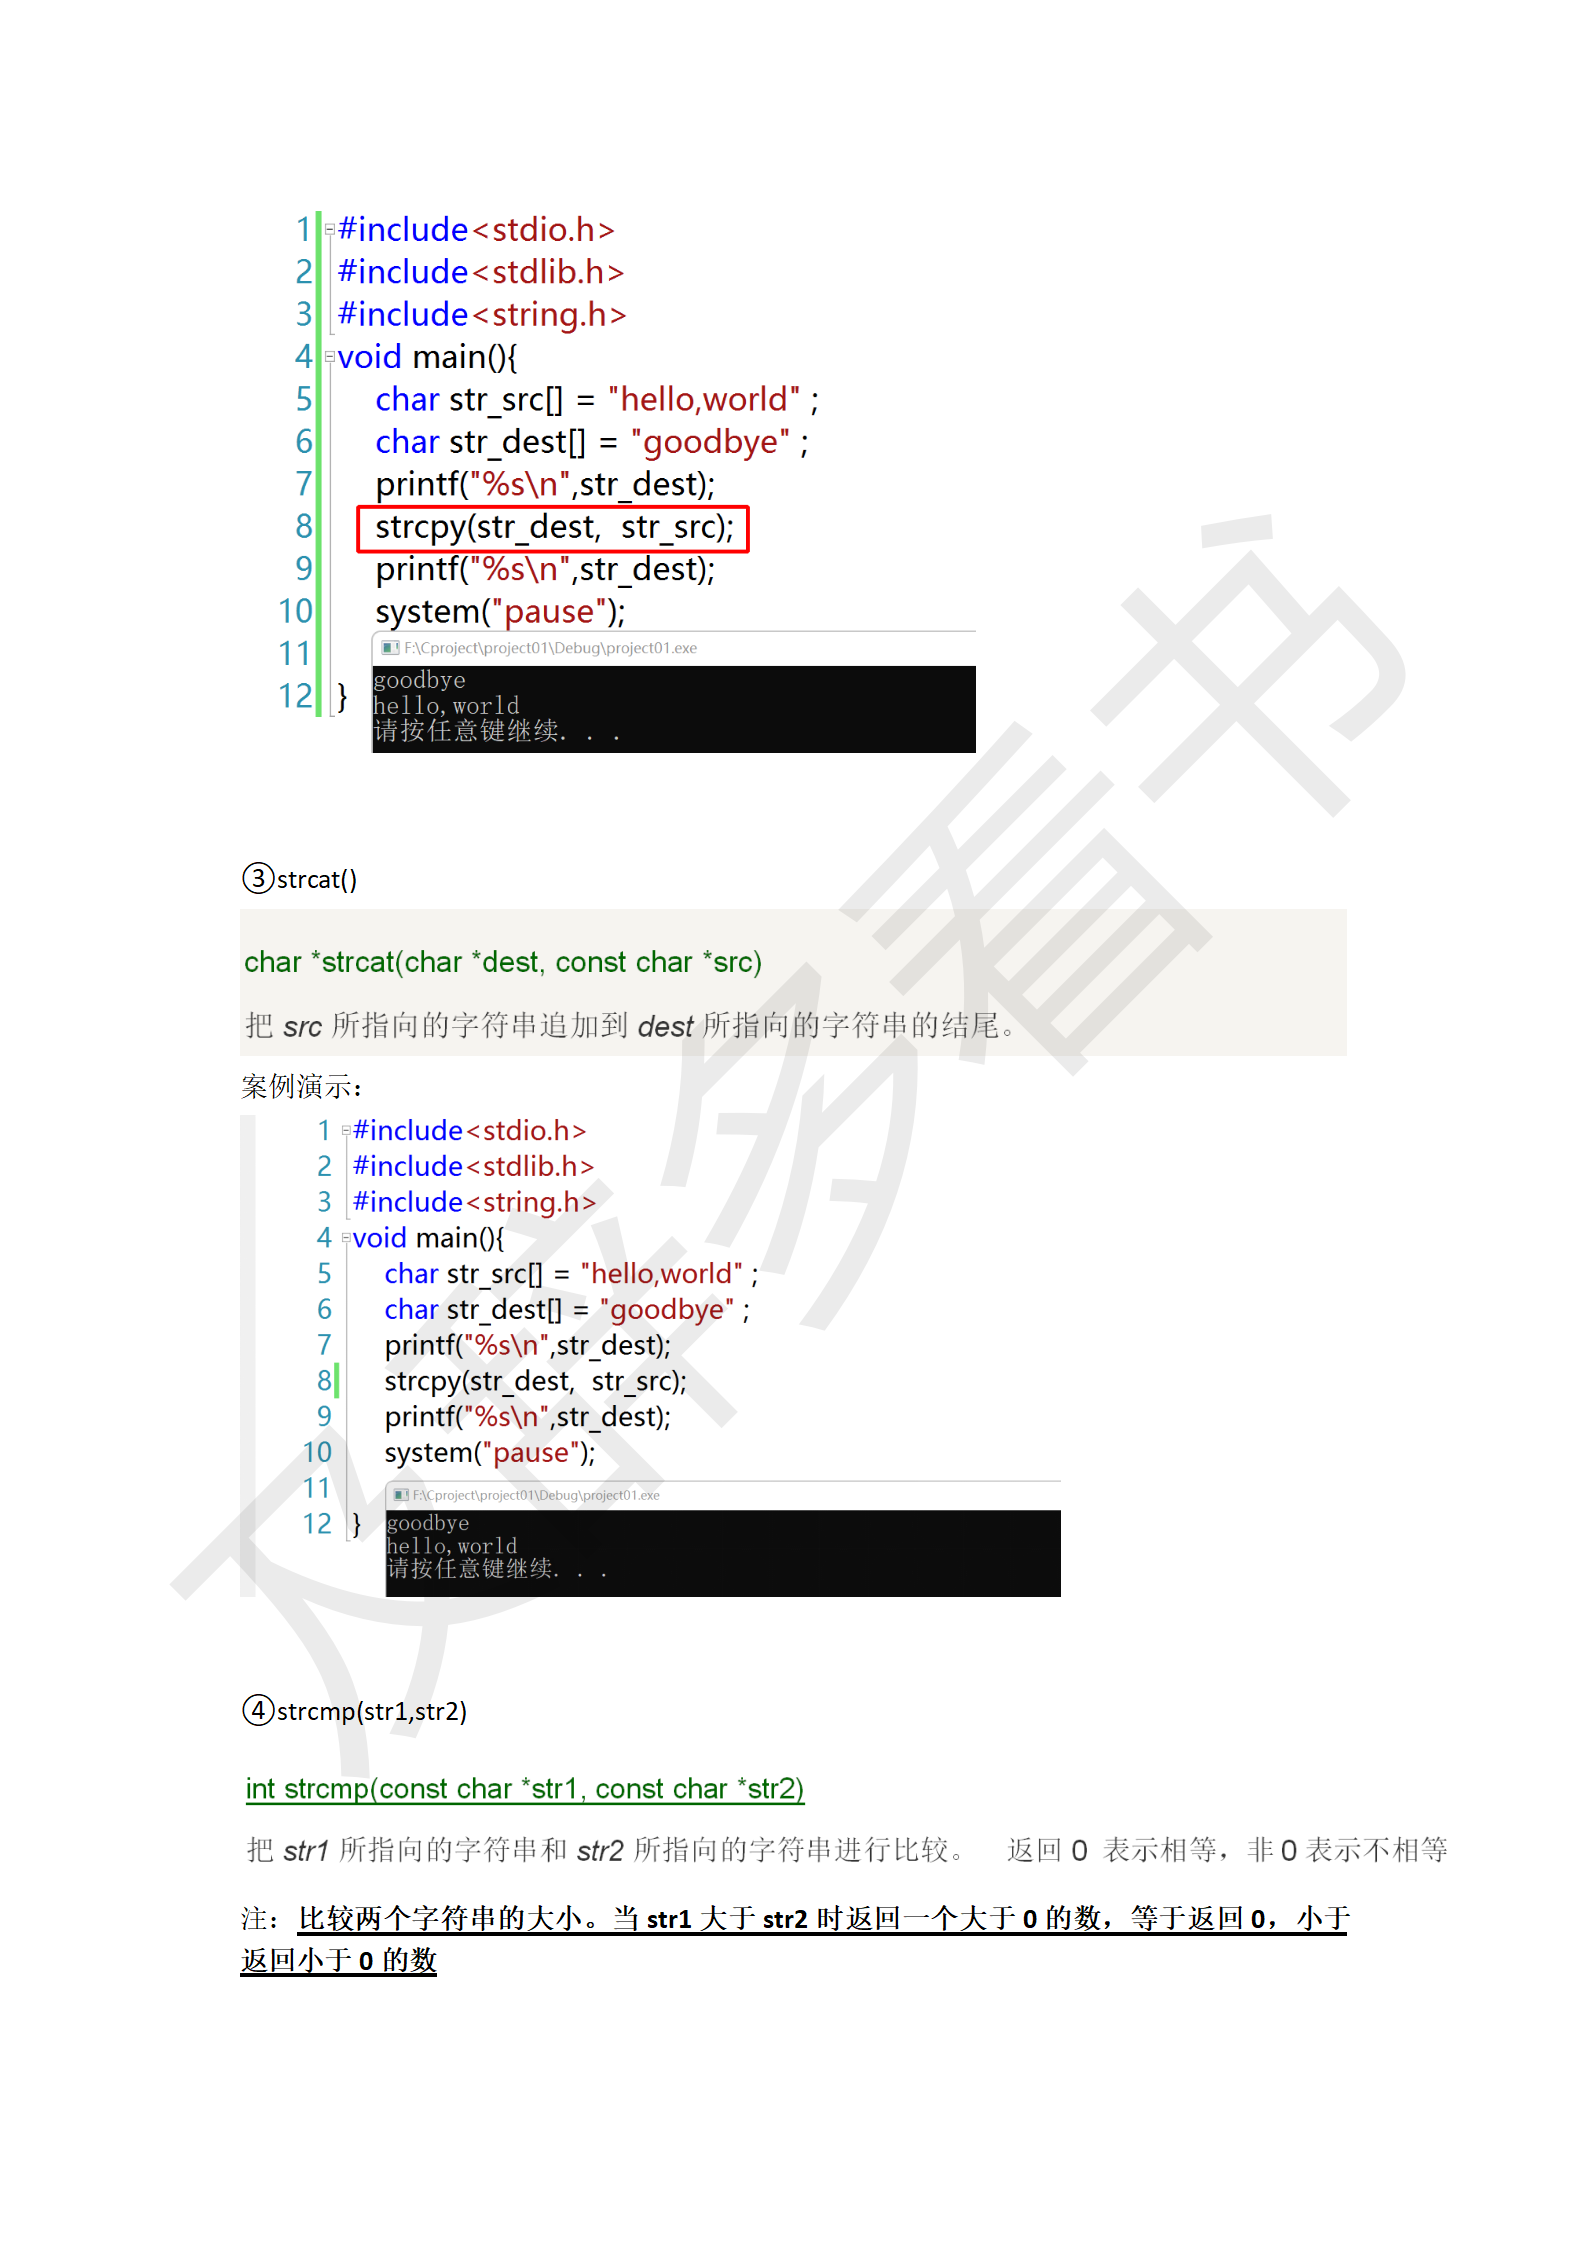 1 #include<stdio.h>
2 #include<stdlib.h>
3 #include<string.h>
4 void main(){
5 char str_src[] = "hello,world" ;
6 char str_dest[] = "goodbye" ;
7 printf("%s\n",str_dest);
8 strcpy(str_dest, str_src);
9 printf("%s\n",str_dest);
10 system("pause");
11
12 }
F:\Cproject\project01\Debug\project01.exe
goodbye
hello,world
请按任意键继续. . .
③strcat()
char *strcat(char *dest, const char *src)
把 src 所指向的字符串追加到 dest 所指向的字符串的结尾。
案例演示：
1 #include<stdio.h>
2 #include<stdlib.h>
3 #include<string.h>
4 void main(){
5 char str_src[] = "hello,world" ;
6 char str_dest[] = "goodbye" ;
7 printf("%s\n",str_dest);
8 strcpy(str_dest, str_src);
9 printf("%s\n",str_dest);
10 system("pause");
11
12 }
F:\Cproject\project01\Debug\project01.exe
goodbye
hello,world
请按任意键继续. . .
④strcmp(str1,str2)
int strcmp(const char *str1, const char *str2)
把 str1 所指向的字符串和 str2 所指向的字符串进行比较。 返回 0 表示相等，非 0 表示不相等
注：比较两个字符串的大小。当 str1 大于 str2 时返回一个大于 0 的数，等于返回 0，小于
返回小于 0 的数
及辞多看书